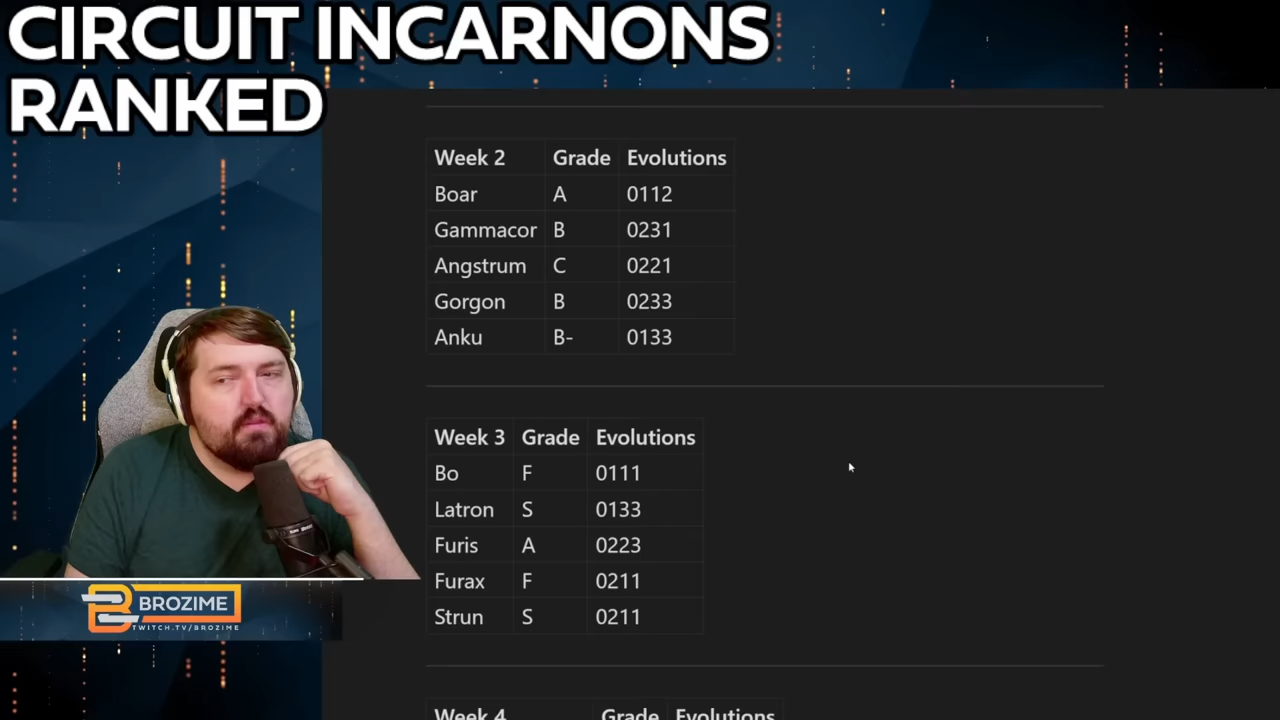 CIRCUIT INCARNONS
RANKED
Week 2 Grade Evolutions
Boar A 0112
Gammacor B 0231
Angstrum C 0221
Gorgon B 0233
Anku B- 0133
Week 3 Grade Evolutions
Bo F 0111
Latron S 0133
Furis A 0223
Furax F 0211
Strun S 0211
Week 4 Grade Evolutions
BROZIME
TWITCH.TV/BROZIME